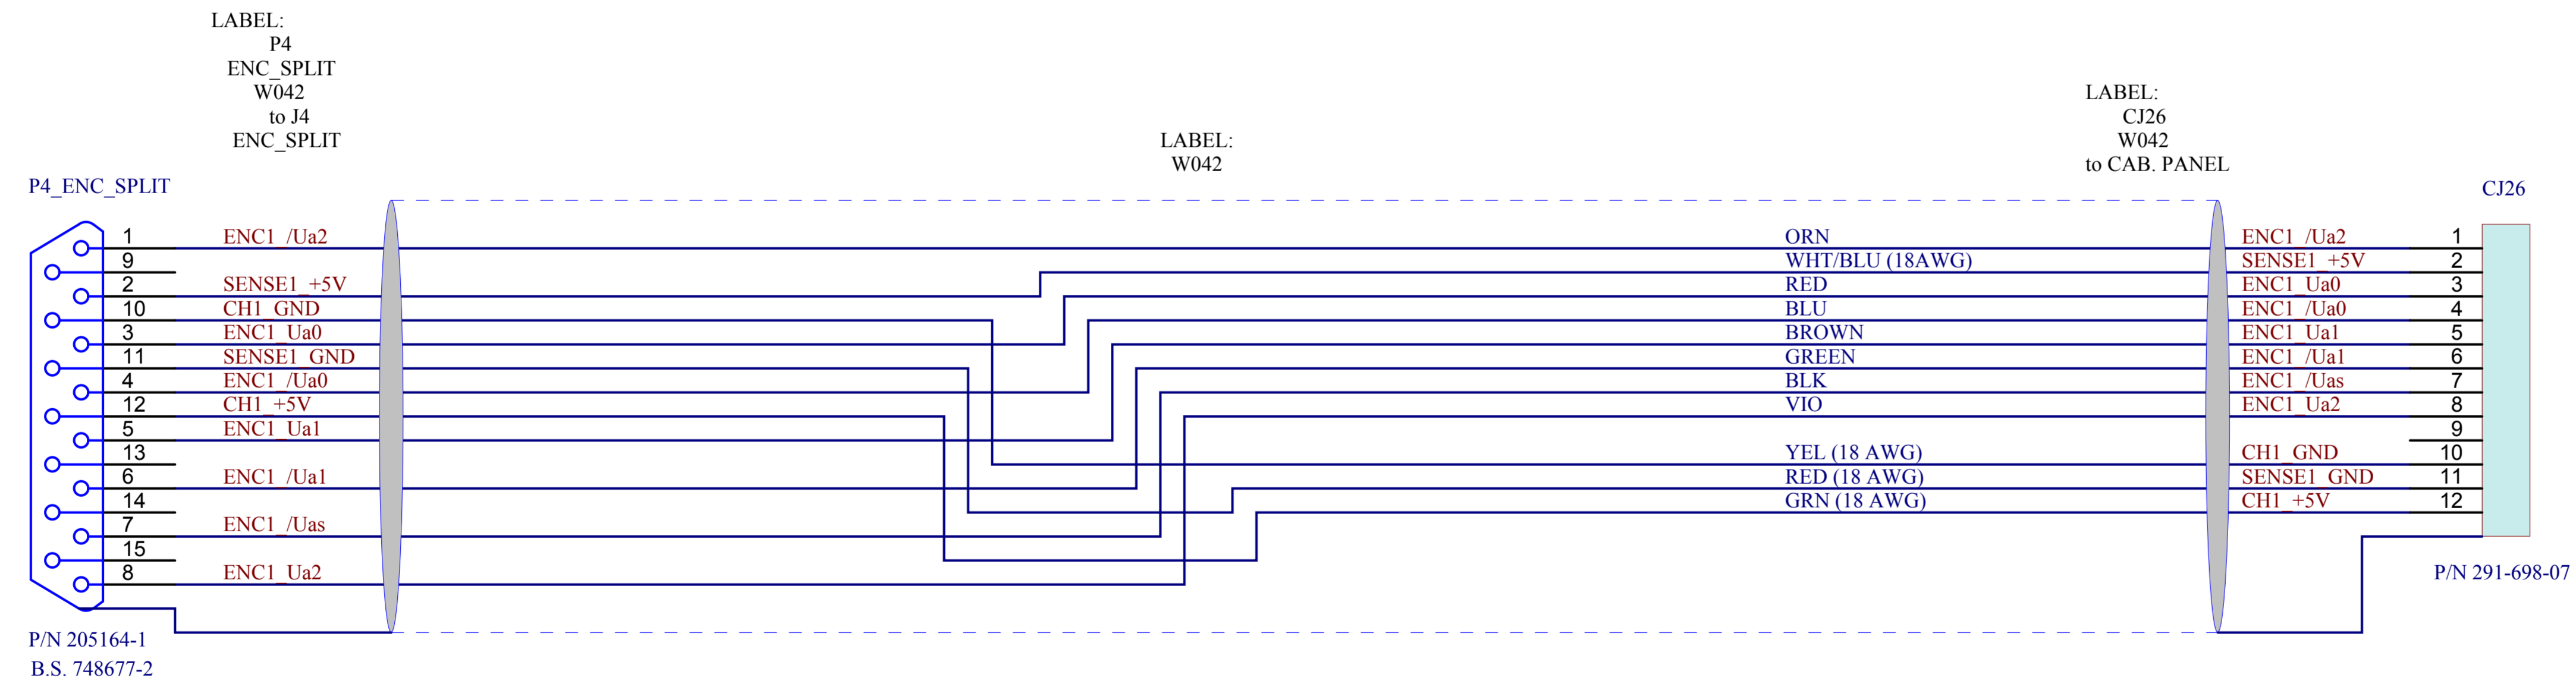 LABEL:
P4
ENC_SPLIT
W042
to J4
ENC_SPLIT
LABEL:
W042
LABEL:
CJ26
W042
to CAB. PANEL
P4_ENC_SPLIT
CJ26
1 ENC1_/Ua2
9
2 SENSE1_+5V
10 CH1_GND
3 ENC1_Ua0
11 SENSE1_GND
4 ENC1_/Ua0
12 CH1_+5V
5 ENC1_Ua1
13
6 ENC1_/Ua1
14
7 ENC1_/Uas
15
8 ENC1_Ua2
ORN
WHT/BLU (18AWG)
RED
BLU
BROWN
GREEN
BLK
VIO
YEL (18 AWG)
RED (18 AWG)
GRN (18 AWG)
ENC1_/Ua2 1
SENSE1_+5V 2
ENC1_Ua0 3
ENC1_/Ua0 4
ENC1_Ua1 5
ENC1_/Ua1 6
ENC1_/Uas 7
ENC1_Ua2 8
9
CH1_GND 10
SENSE1_GND 11
CH1_+5V 12
P/N 205164-1
B.S. 748677-2
P/N 291-698-07